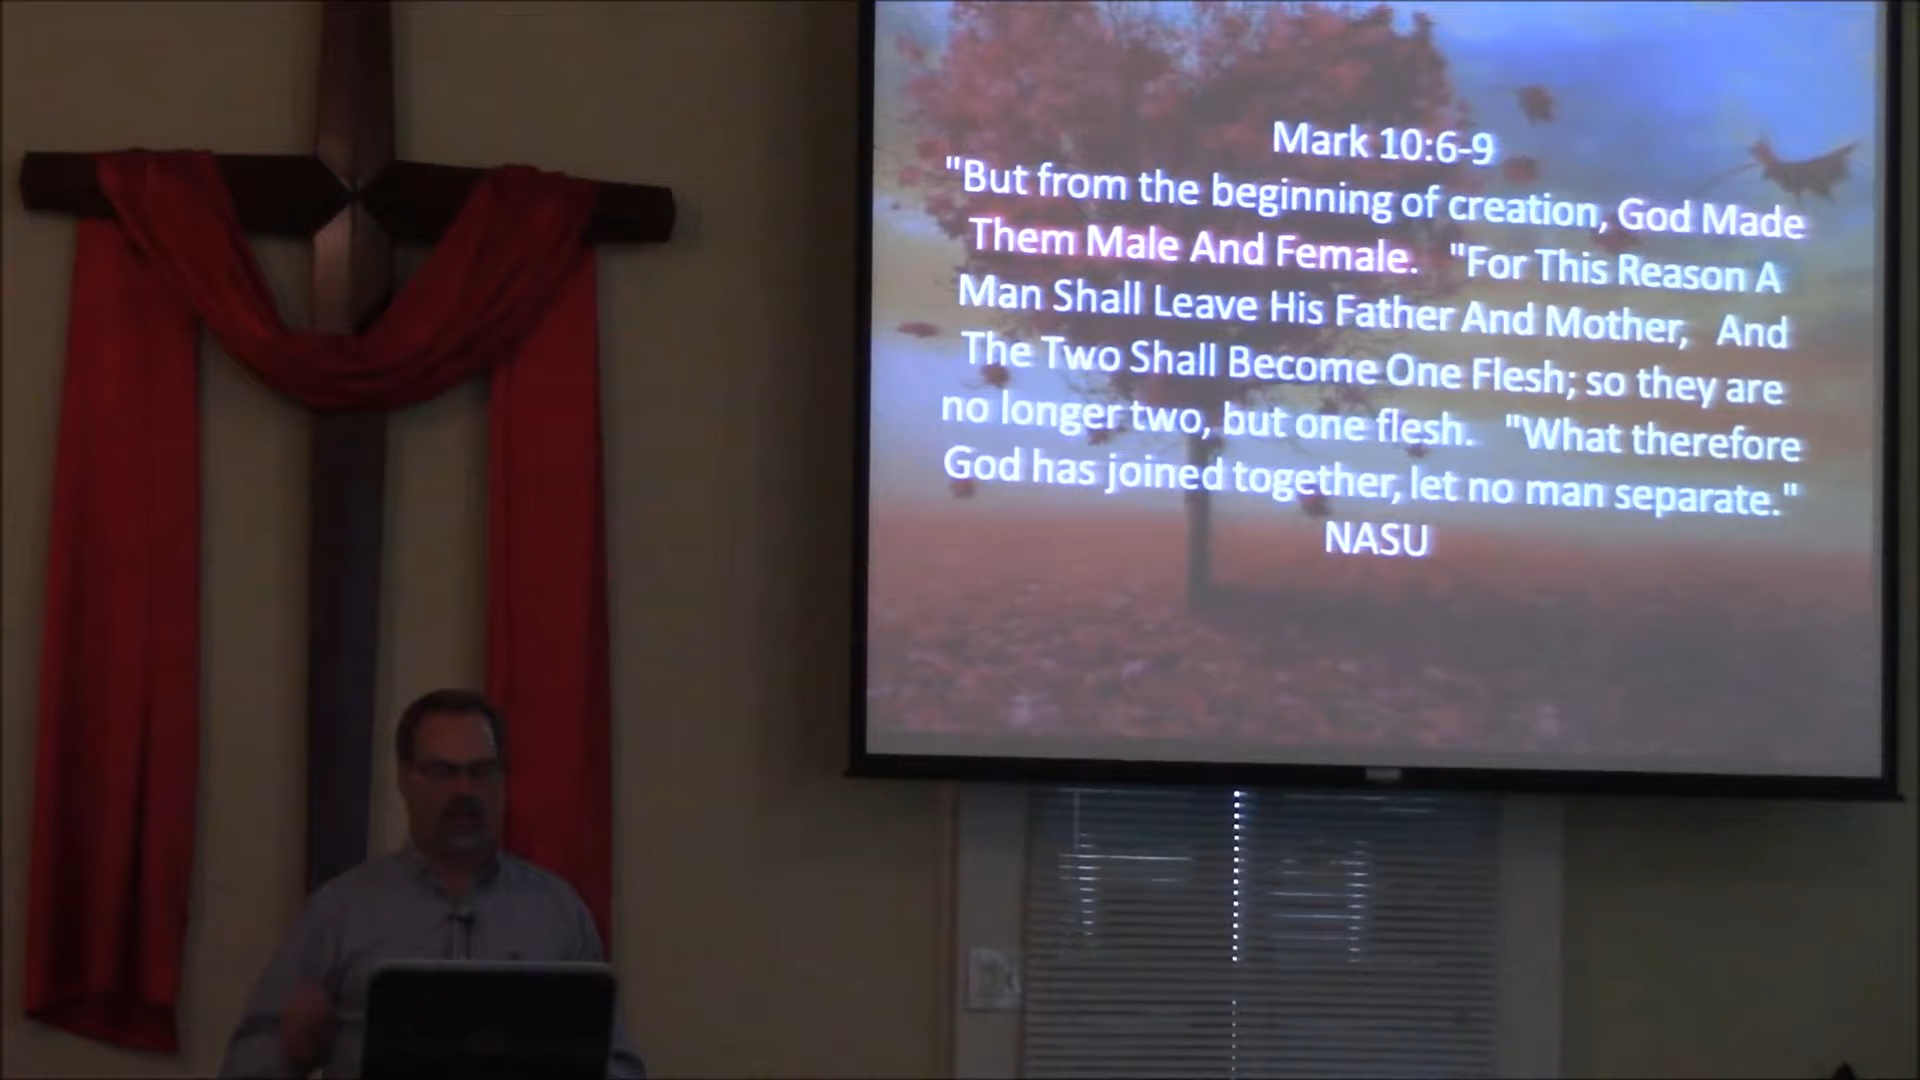 Mark 10:6-9
"But from the beginning of creation, God Made
Them Male And Female.   "For This Reason A
Man Shall Leave His Father And Mother,   And
The Two Shall Become One Flesh; so they are
no longer two, but one flesh.   "What therefore
God has joined together, let no man separate."
NASU